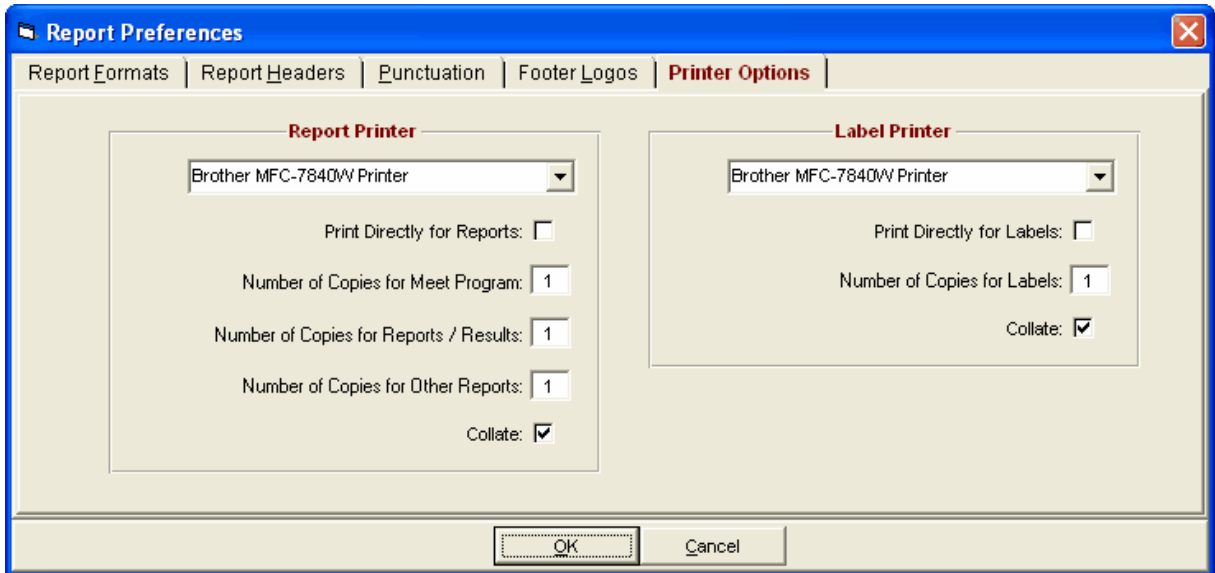 Report Preferences
Report Formats
Report Headers
Punctuation
Footer Logos
Printer Options
Report Printer
Brother MFC-7840W Printer
Print Directly for Reports:
Number of Copies for Meet Program: 1
Number of Copies for Reports / Results: 1
Number of Copies for Other Reports: 1
Collate:
Label Printer
Brother MFC-7840W Printer
Print Directly for Labels:
Number of Copies for Labels: 1
Collate:
OK
Cancel